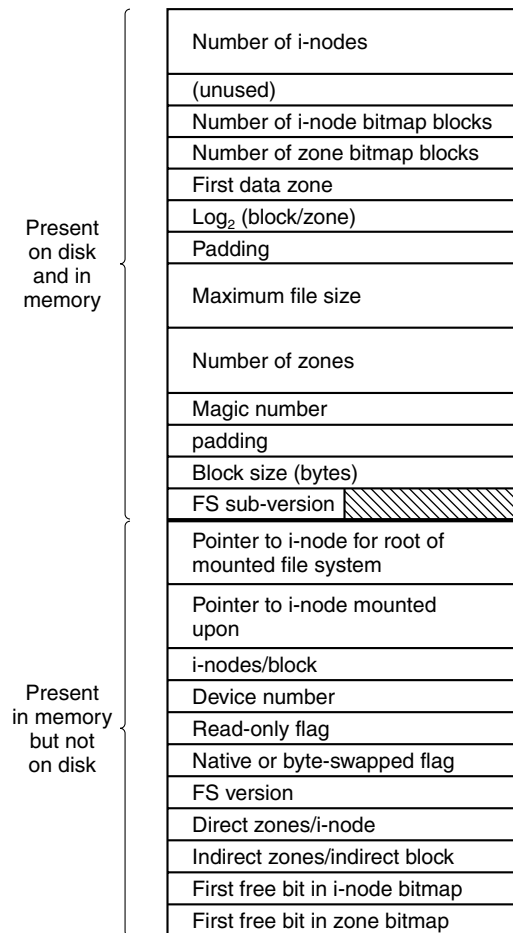 Number of i-nodes
(unused)
Number of i-node bitmap blocks
Number of zone bitmap blocks
First data zone
Log₂ (block/zone)
Padding
Present
on disk
and in
memory
Maximum file size
Number of zones
Magic number
padding
Block size (bytes)
FS sub-version
Pointer to i-node for root of
mounted file system
Pointer to i-node mounted
upon
i-nodes/block
Device number
Present
in memory
but not
on disk
Read-only flag
Native or byte-swapped flag
FS version
Direct zones/i-node
Indirect zones/indirect block
First free bit in i-node bitmap
First free bit in zone bitmap